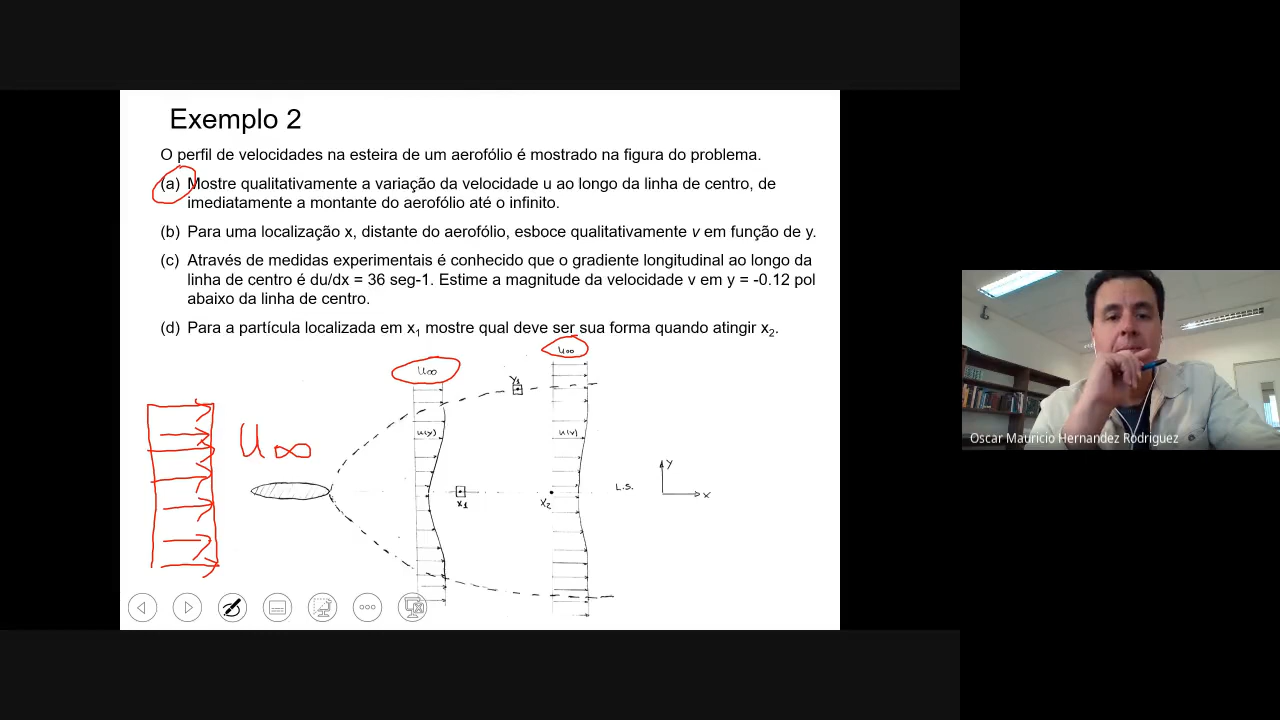 Exemplo 2
O perfil de velocidades na esteira de um aerofólio é mostrado na figura do problema.
(a) Mostre qualitativamente a variação da velocidade u ao longo da linha de centro, de
imediatamente a montante do aerofólio até o infinito.
(b) Para uma localização x, distante do aerofólio, esboce qualitativamente v em função de y.
(c) Através de medidas experimentais é conhecido que o gradiente longitudinal ao longo da
linha de centro é du/dx = 36 seg-1. Estime a magnitude da velocidade v em y = -0.12 pol
abaixo da linha de centro.
(d) Para a partícula localizada em x1 mostre qual deve ser sua forma quando atingir x2.
U∞
U∞
Y1
U∞
u(y)
u(y)
x1
x2
L.S.
Y
X
Oscar Mauricio Hernandez Rodriguez